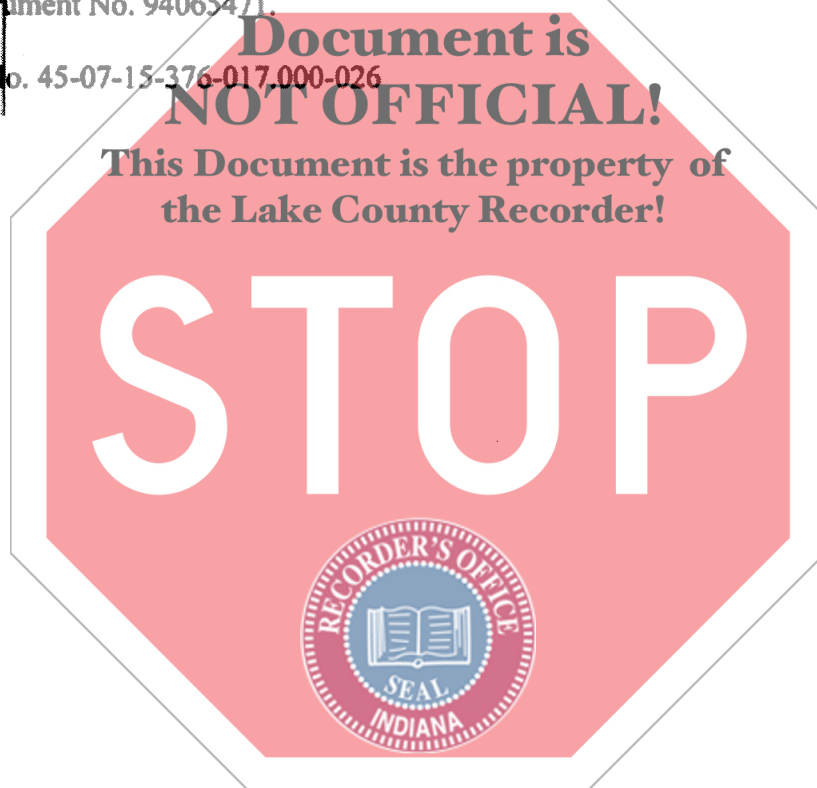 ument No. 94065471.
Document is
o. 45-07-15-376-017.000-026
NOT OFFICIAL!
This Document is the property of
the Lake County Recorder!
STOP
RECORDER'S OFFICE
SEAL
INDIANA